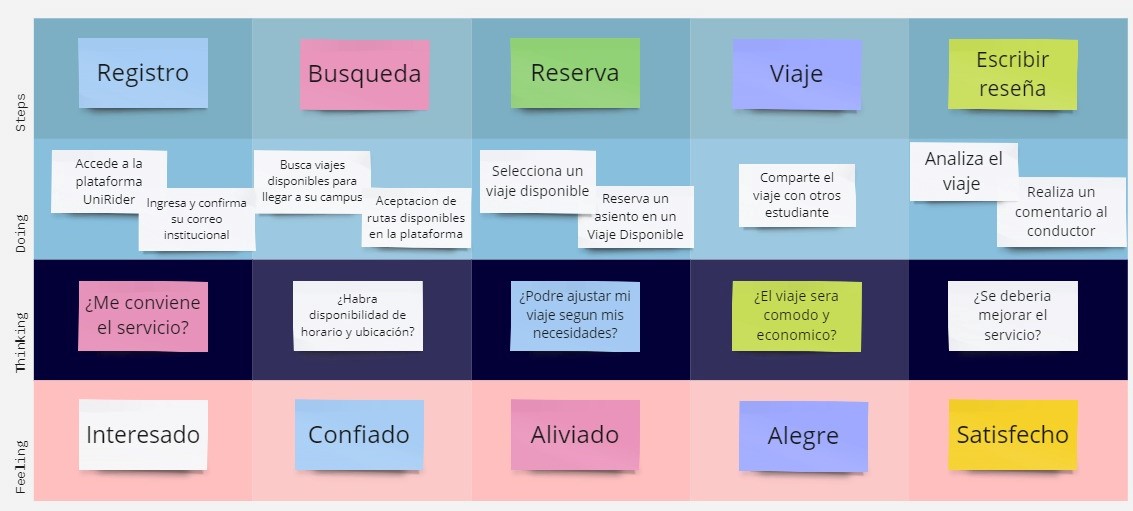 Steps
Registro
Busqueda
Reserva
Viaje
Escribir
reseña
Doing
Accede a la
plataforma
UniRider
Ingresa y confirma
su correo
institucional
Busca viajes
disponibles para
llegar a su campus
Aceptacion de
rutas disponibles
en la plataforma
Selecciona un
viaje disponible
Reserva un
asiento en un
Viaje Disponible
Comparte el
viaje con otros
estudiante
Analiza el
viaje
Realiza un
comentario al
conductor
Thinking
¿Me conviene
el servicio?
¿Habra
disponibilidad de
horario y ubicación?
¿Podre ajustar mi
viaje segun mis
necesidades?
¿El viaje sera
comodo y
economico?
¿Se deberia
mejorar el
servicio?
Feeling
Interesado
Confiado
Aliviado
Alegre
Satisfecho